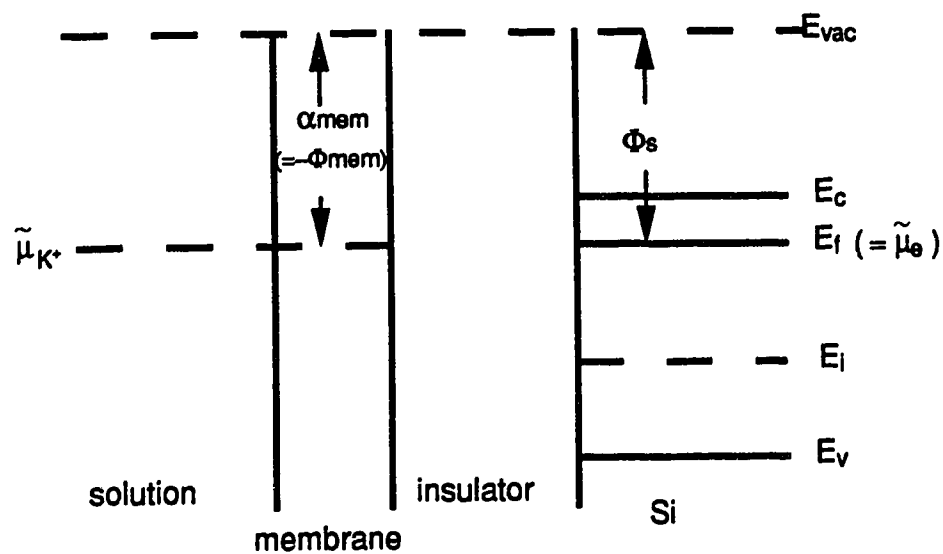 Evac
αmem
(=-Φmem)
Φs
Ec
μ̃K⁺
Ef (= μ̃e)
Ei
Ev
solution
insulator
Si
membrane